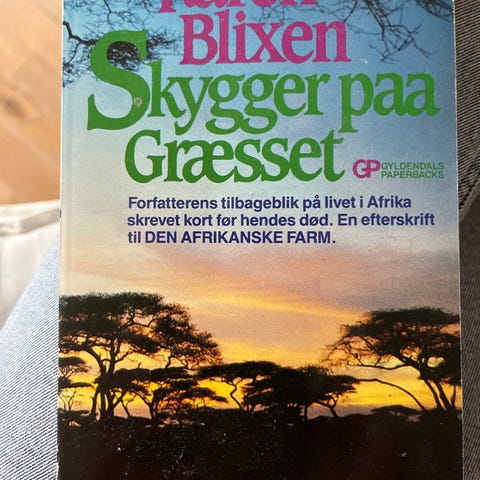 Karen
Blixen
Skygger paa
Græsset
GP GYLDENDALS
PAPERBACKS
Forfatterens tilbageblik på livet i Afrika
skrevet kort før hendes død. En efterskrift
til DEN AFRIKANSKE FARM.